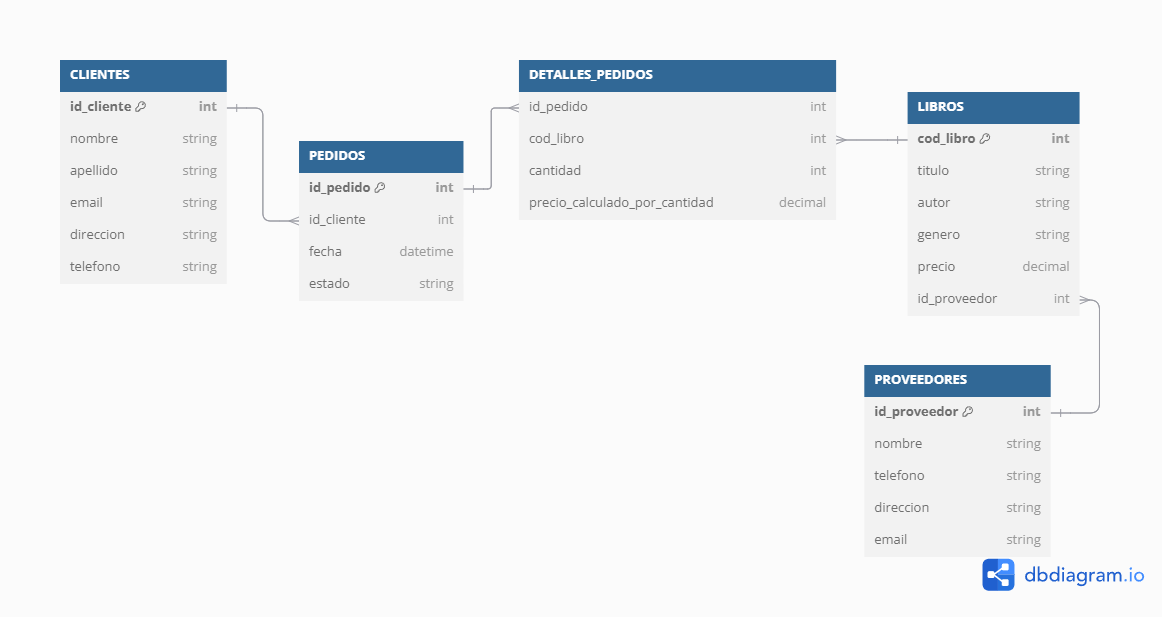 CLIENTES
id_cliente int
nombre string
apellido string
email string
direccion string
telefono string
PEDIDOS
id_pedido int
id_cliente int
fecha datetime
estado string
DETALLES_PEDIDOS
id_pedido int
cod_libro int
cantidad int
precio_calculado_por_cantidad decimal
LIBROS
cod_libro int
titulo string
autor string
genero string
precio decimal
id_proveedor int
PROVEEDORES
id_proveedor int
nombre string
telefono string
direccion string
email string
dbdiagram.io